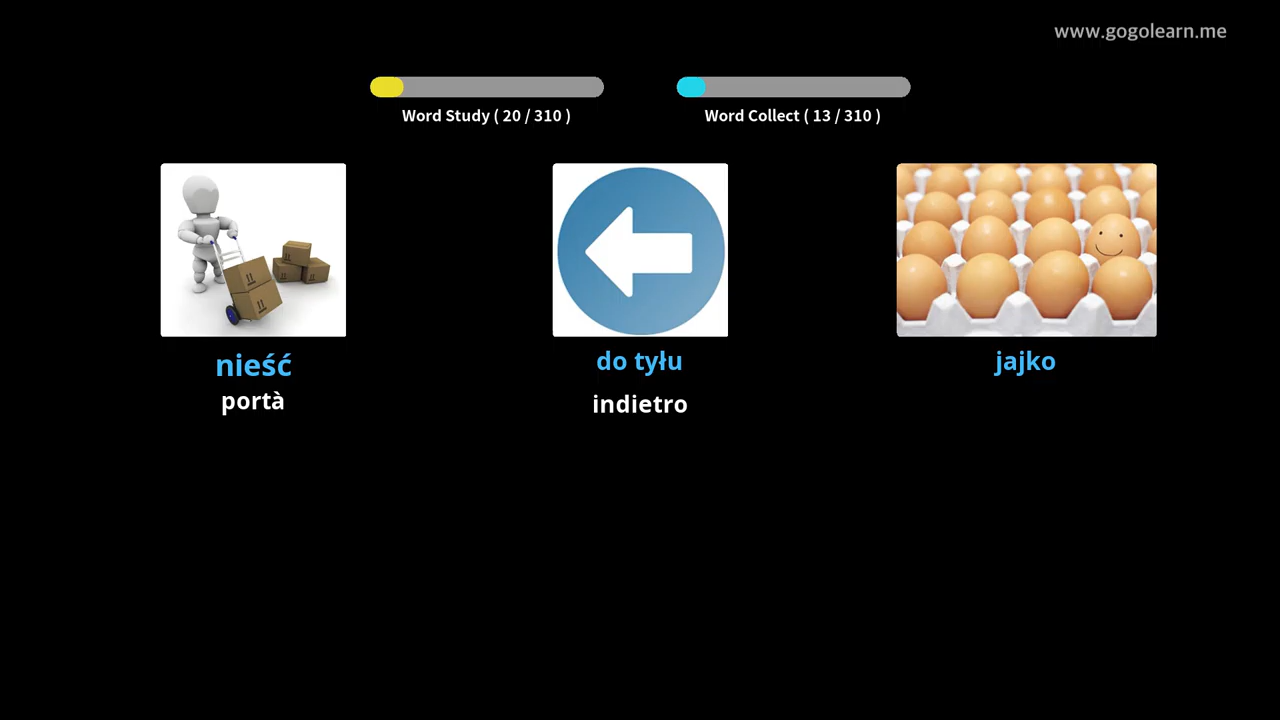 www.gogolearn.me
Word Study ( 20 / 310 )
Word Collect ( 13 / 310 )
nieść
portà
do tyłu
indietro
jajko